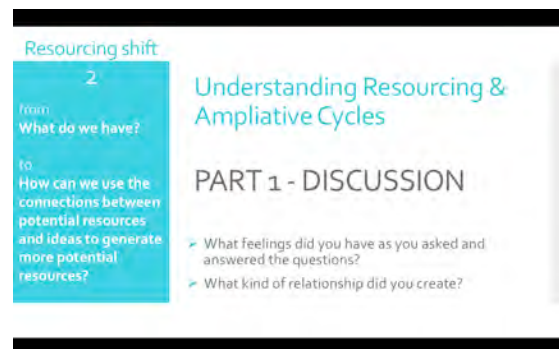 Resourcing shift
2
from
What do we have?
to
How can we use the
connections between
potential resources
and ideas to generate
more potential
resources?
Understanding Resourcing &
Ampliative Cycles
PART 1 - DISCUSSION
What feelings did you have as you asked and
answered the questions?
What kind of relationship did you create?